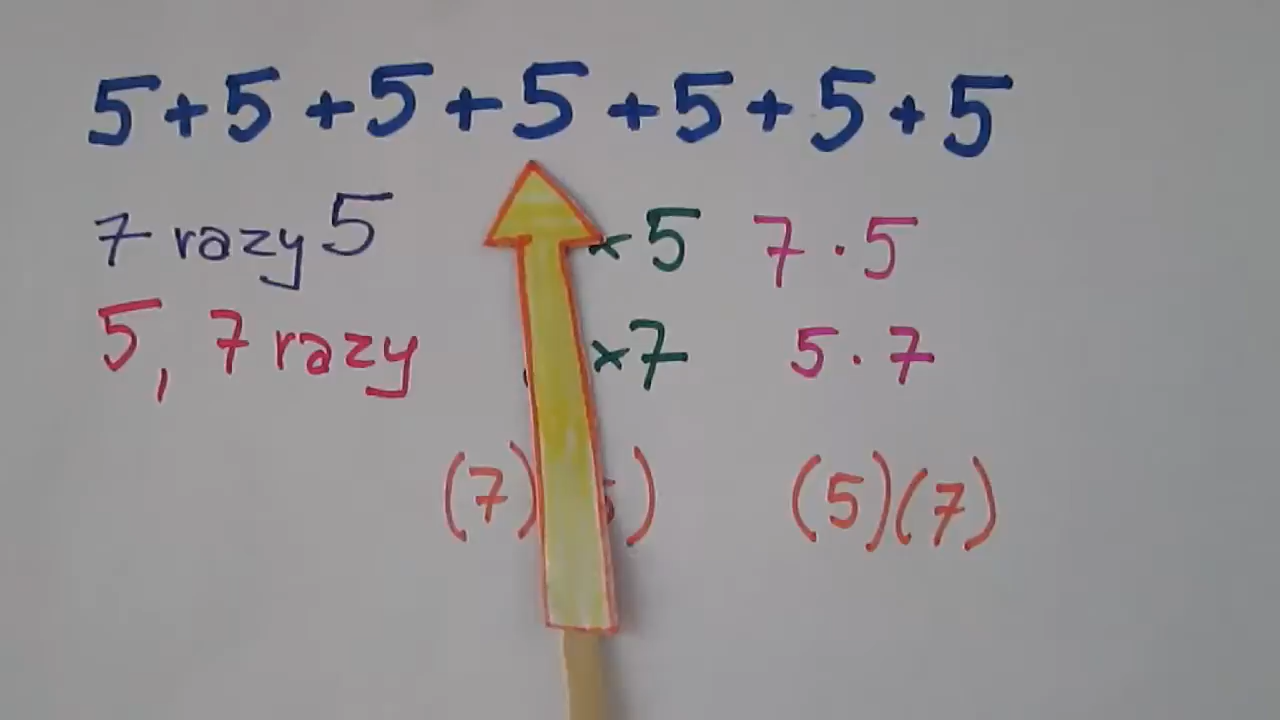 5+5+5+5+5+5+5
7 razy 5 x 5 7 · 5
5, 7 razy x 7 5 · 7
(7) ) (5)(7)